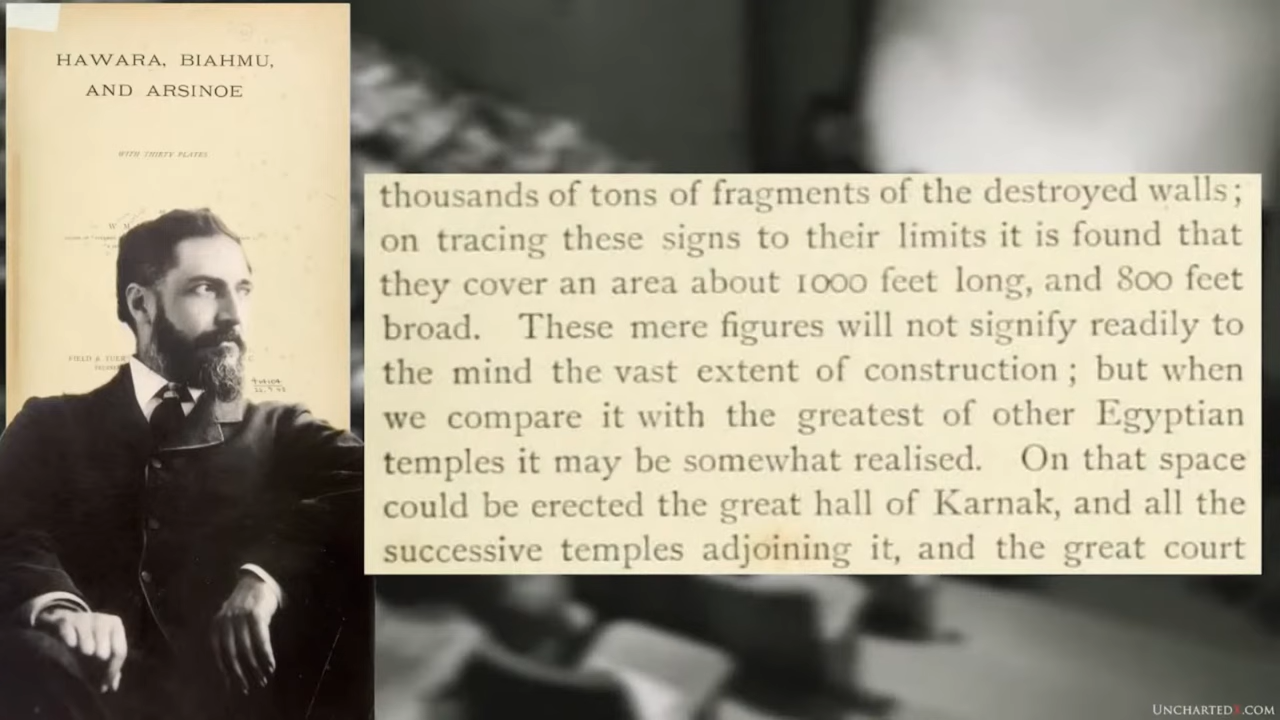 HAWARA, BIAHMU,
AND ARSINOE
WITH THIRTY PLATES
thousands of tons of fragments of the destroyed walls;
on tracing these signs to their limits it is found that
they cover an area about 1000 feet long, and 800 feet
broad. These mere figures will not signify readily to
the mind the vast extent of construction; but when
we compare it with the greatest of other Egyptian
temples it may be somewhat realised. On that space
could be erected the great hall of Karnak, and all the
successive temples adjoining it, and the great court
UNCHARTEDX.COM